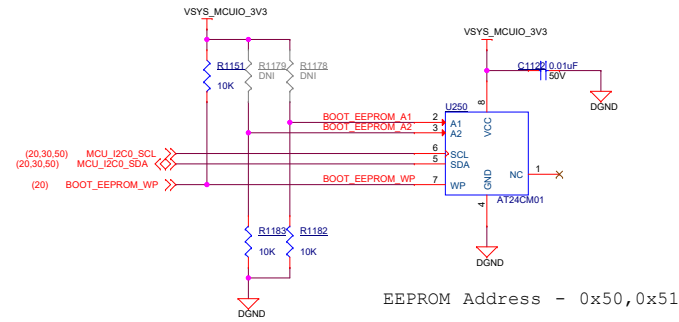 VSYS_MCUIO_3V3
VSYS_MCUIO_3V3
R1151
10K
R1179
DNI
R1178
DNI
C1122 0.01uF
50V
DGND
U250
BOOT_EEPROM_A1 2 A1
BOOT_EEPROM_A2 3 A2
8 VCC
(20,30,50) MCU_I2C0_SCL 6 SCL
(20,30,50) MCU_I2C0_SDA 5 SDA
NC 1
(20) BOOT_EEPROM_WP BOOT_EEPROM_WP 7 WP
GND 4
AT24CM01
R1183
10K
R1182
10K
DGND
DGND
EEPROM Address - 0x50,0x51